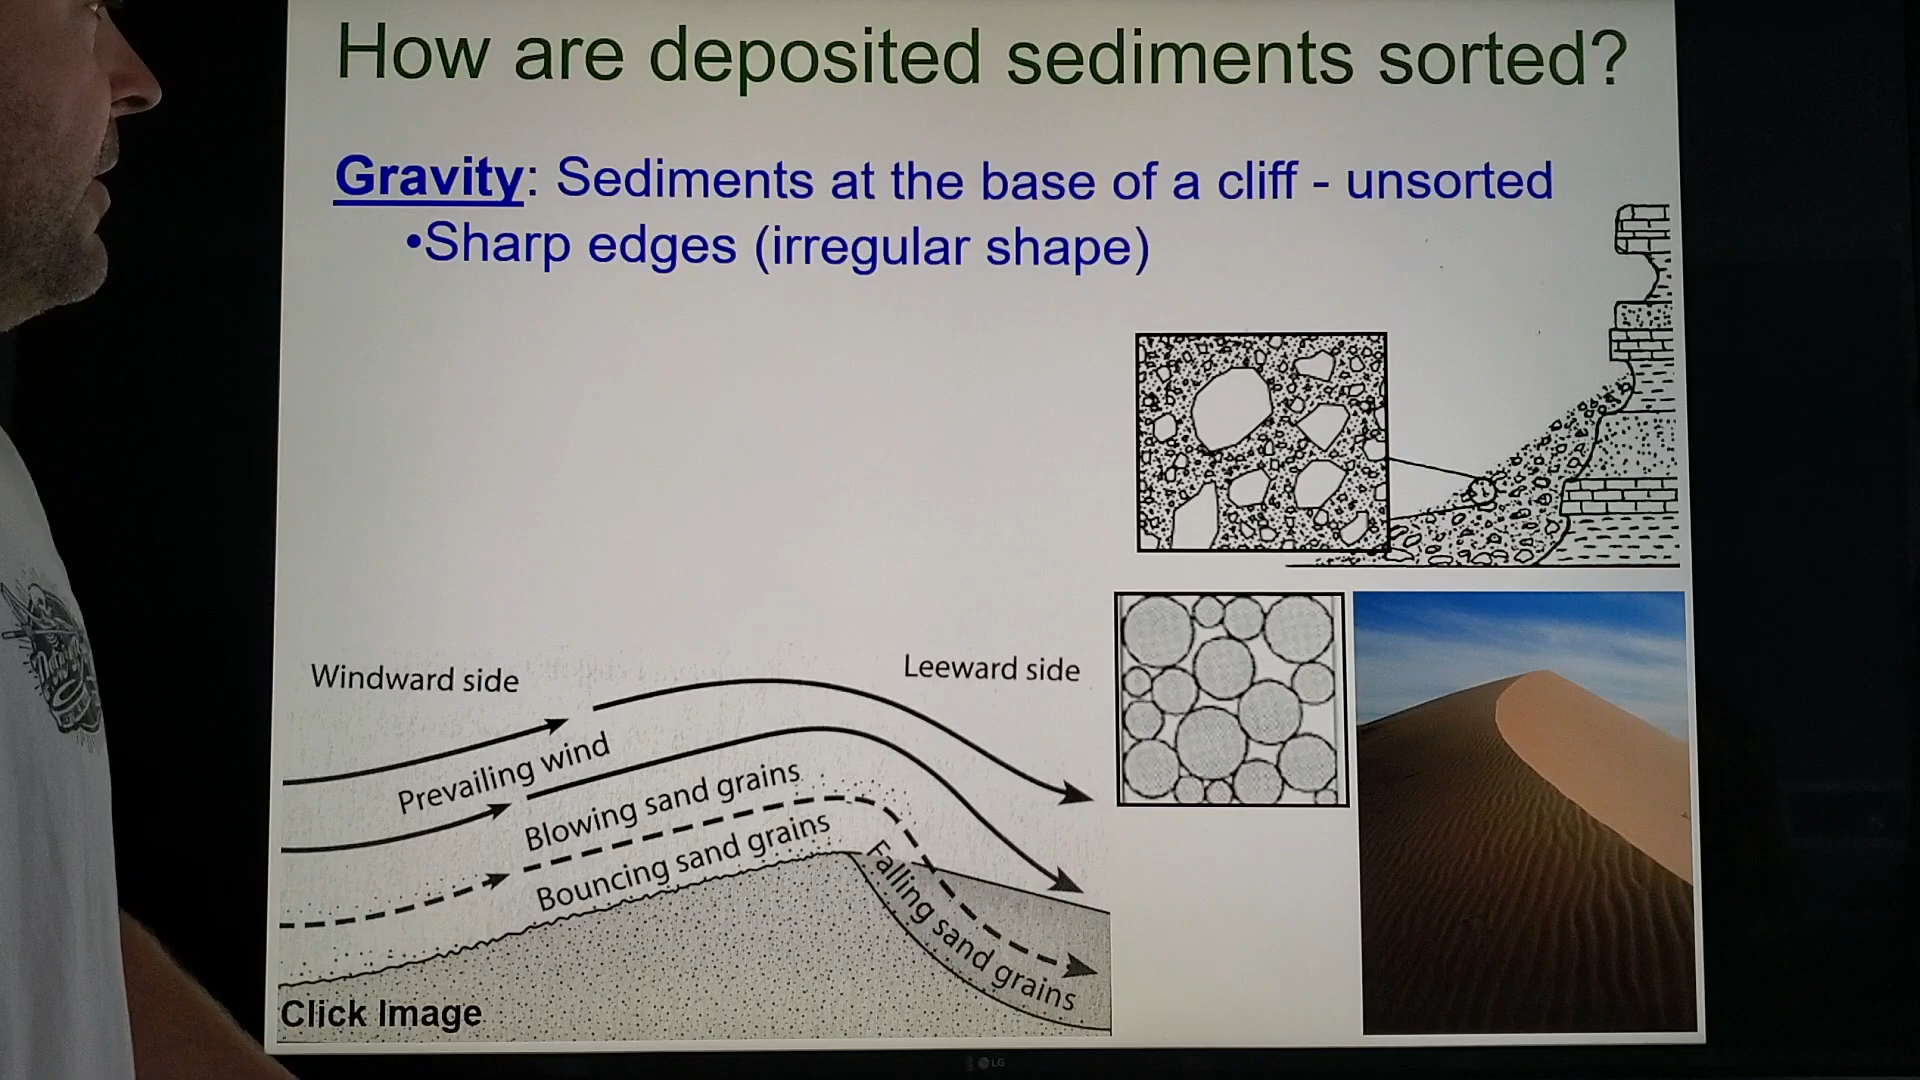 How are deposited sediments sorted?
Gravity: Sediments at the base of a cliff - unsorted
•Sharp edges (irregular shape)
Windward side
Leeward side
Prevailing wind
Blowing sand grains
Bouncing sand grains
Falling sand grains
Click Image
LG